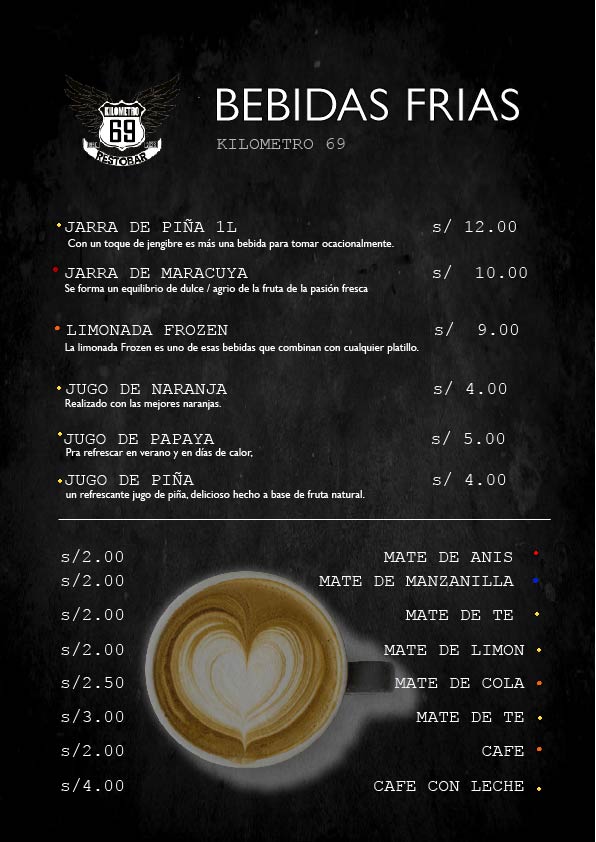 KILOMETRO
69
RESTOBAR
BEBIDAS FRIAS
KILOMETRO 69
JARRA DE PIÑA 1L s/ 12.00
Con un toque de jengibre es más una bebida para tomar ocacionalmente.
JARRA DE MARACUYA s/ 10.00
Se forma un equilibrio de dulce / agrio de la fruta de la pasión fresca
LIMONADA FROZEN s/ 9.00
La limonada Frozen es uno de esas bebidas que combinan con cualquier platillo.
JUGO DE NARANJA s/ 4.00
Realizado con las mejores naranjas.
JUGO DE PAPAYA s/ 5.00
Pra refrescar en verano y en días de calor,
JUGO DE PIÑA s/ 4.00
un refrescante jugo de piña, delicioso hecho a base de fruta natural.
s/2.00 MATE DE ANIS
s/2.00 MATE DE MANZANILLA
s/2.00 MATE DE TE
s/2.00 MATE DE LIMON
s/2.50 MATE DE COLA
s/3.00 MATE DE TE
s/2.00 CAFE
s/4.00 CAFE CON LECHE